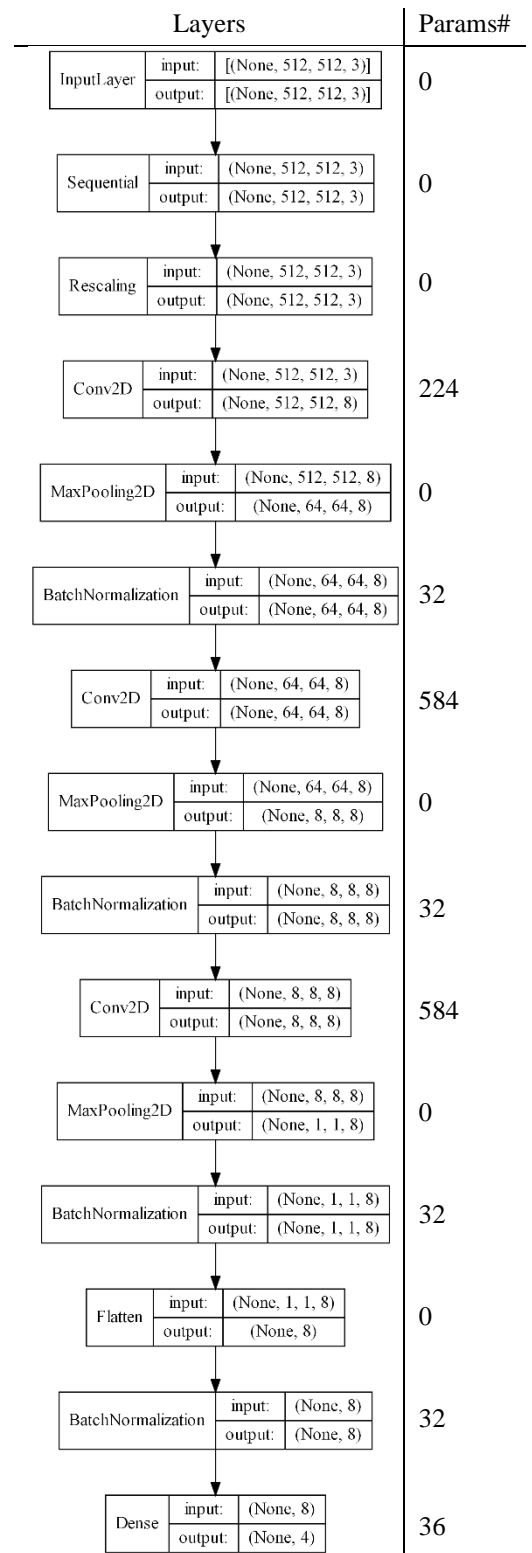 Layers Params#
InputLayer input: [(None, 512, 512, 3)] 0
output: [(None, 512, 512, 3)]
Sequential input: (None, 512, 512, 3) 0
output: (None, 512, 512, 3)
Rescaling input: (None, 512, 512, 3) 0
output: (None, 512, 512, 3)
Conv2D input: (None, 512, 512, 3) 224
output: (None, 512, 512, 8)
MaxPooling2D input: (None, 512, 512, 8) 0
output: (None, 64, 64, 8)
BatchNormalization input: (None, 64, 64, 8) 32
output: (None, 64, 64, 8)
Conv2D input: (None, 64, 64, 8) 584
output: (None, 64, 64, 8)
MaxPooling2D input: (None, 64, 64, 8) 0
output: (None, 8, 8, 8)
BatchNormalization input: (None, 8, 8, 8) 32
output: (None, 8, 8, 8)
Conv2D input: (None, 8, 8, 8) 584
output: (None, 8, 8, 8)
MaxPooling2D input: (None, 8, 8, 8) 0
output: (None, 1, 1, 8)
BatchNormalization input: (None, 1, 1, 8) 32
output: (None, 1, 1, 8)
Flatten input: (None, 1, 1, 8) 0
output: (None, 8)
BatchNormalization input: (None, 8) 32
output: (None, 8)
Dense input: (None, 8) 36
output: (None, 4)